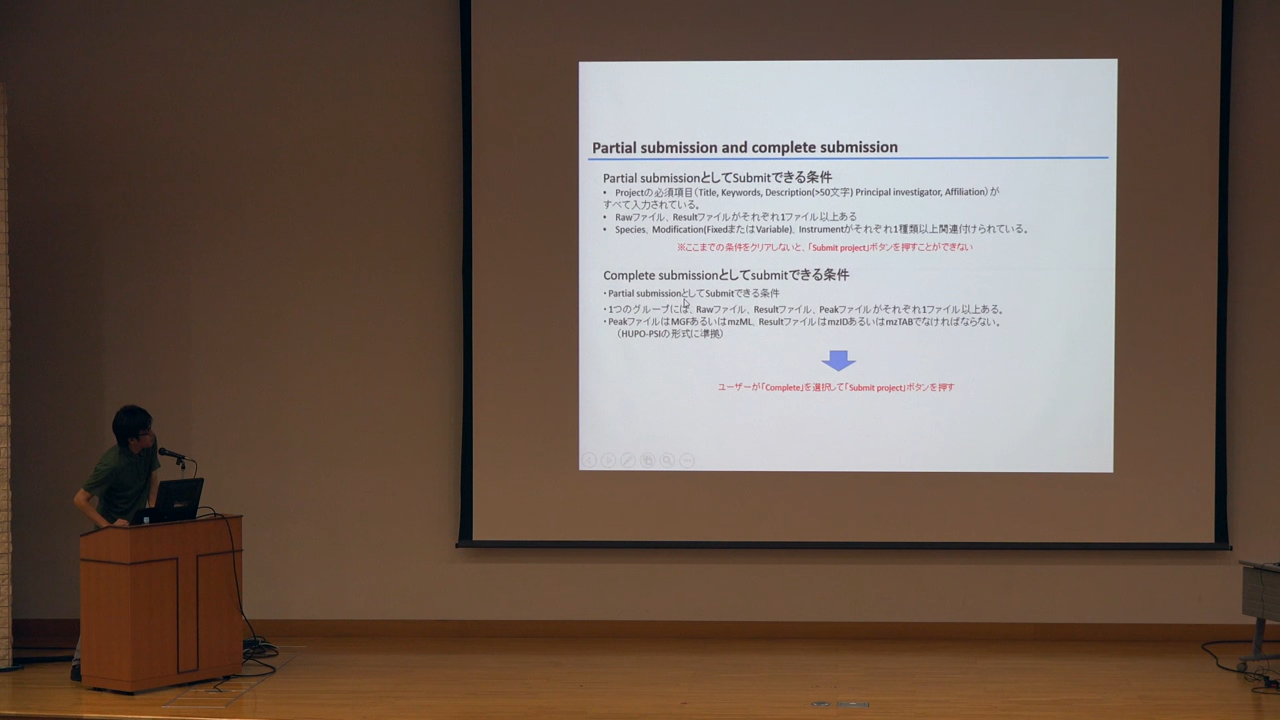 Partial submission and complete submission
Partial submissionとしてSubmitできる条件
• Projectの必須項目(Title, Keywords, Description(>50文字) Principal investigator, Affiliation)が
すべて入力されている。
• Rawファイル、Resultファイルがそれぞれ1ファイル以上ある
• Species、Modification(FixedまたはVariable)、Instrumentがそれぞれ1種類以上関連付けられている。
※ここまでの条件をクリアしないと、「Submit project」ボタンを押すことができない
Complete submissionとしてsubmitできる条件
・Partial submissionとしてSubmitできる条件
・1つのグループには、Rawファイル、Resultファイル、Peakファイルがそれぞれ1ファイル以上ある。
・PeakファイルはMGFあるいはmzML、ResultファイルはmzIDあるいはmzTABでなければならない。
（HUPO-PSIの形式に準拠）
ユーザーが「Complete」を選択して「Submit project」ボタンを押す